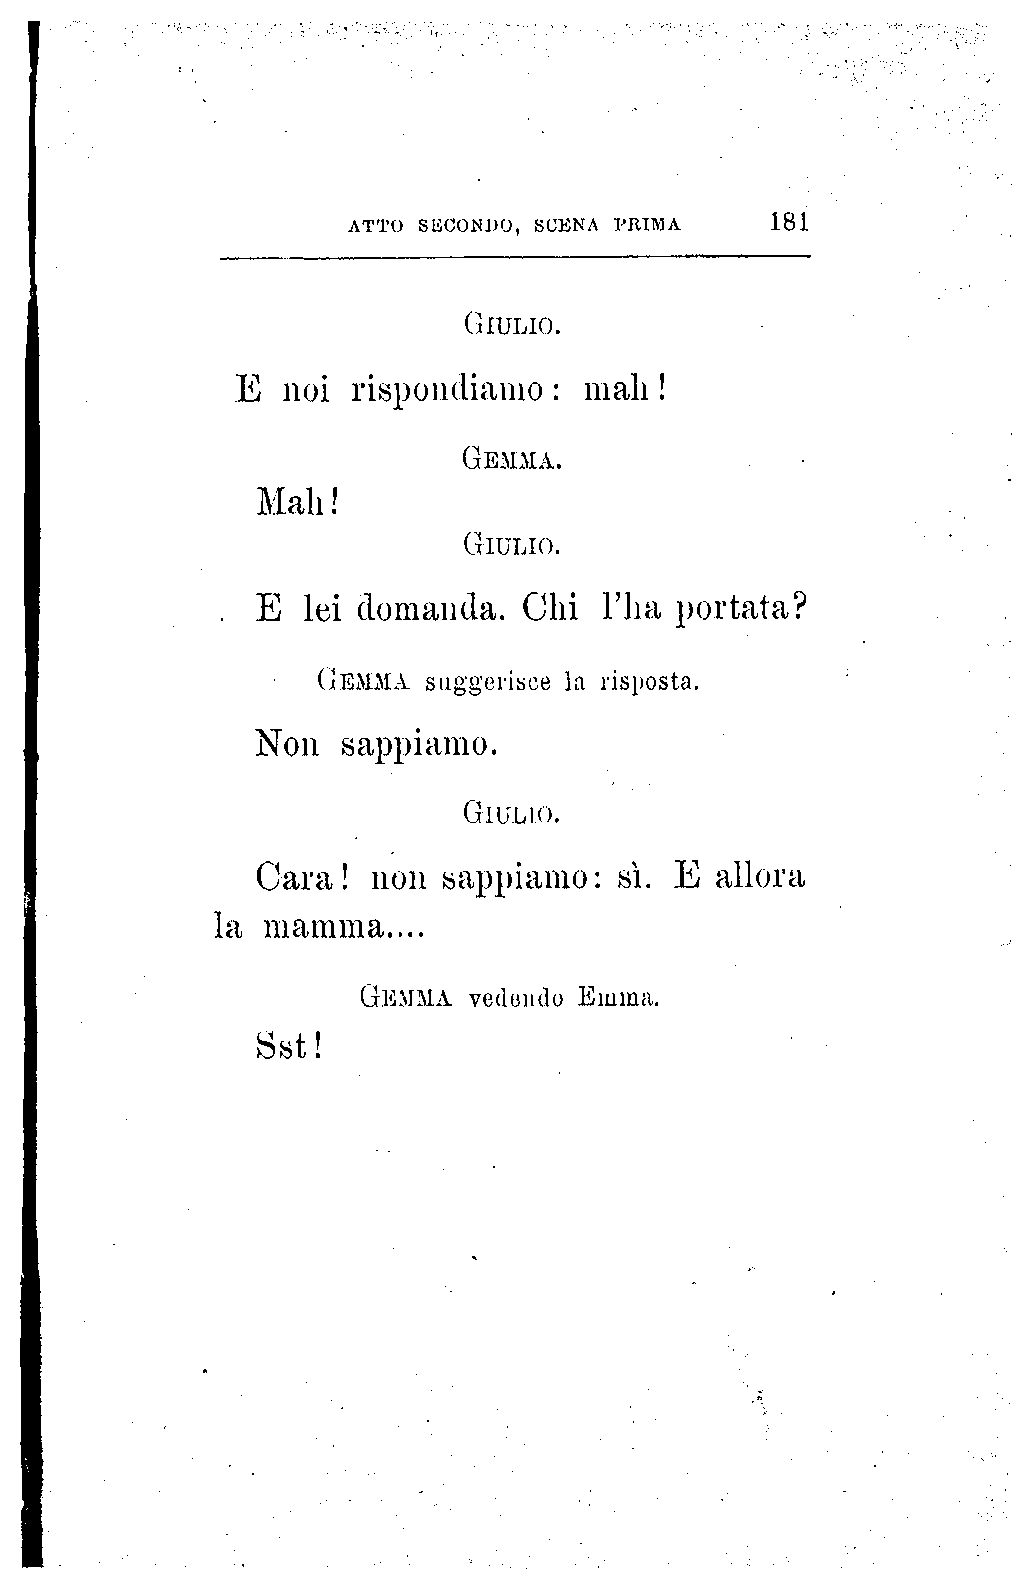 ATTO SECONDO, SCENA PRIMA 181
GIULIO.
E noi rispondiamo: mah!
GEMMA.
Mah!
GIULIO.
E lei domanda. Chi l'ha portata?
GEMMA suggerisce la risposta.
Non sappiamo.
GIULIO.
Cara! non sappiamo: sì. E allora
la mamma....
GEMMA vedendo Emma.
Sst!